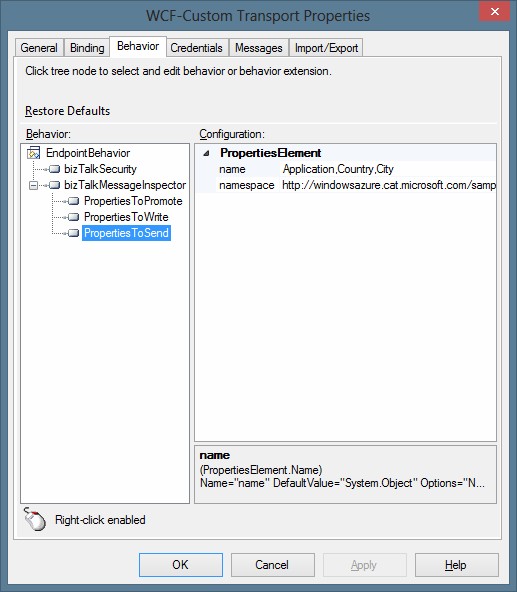 WCF-Custom Transport Properties
General Binding Behavior Credentials Messages Import/Export
Click tree node to select and edit behavior or behavior extension.
Restore Defaults
Behavior:
EndpointBehavior
bizTalkSecurity
bizTalkMessageInspector
PropertiesToPromote
PropertiesToWrite
PropertiesToSend
Configuration:
PropertiesElement
name Application,Country,City
namespace http://windowsazure.cat.microsoft.com/samp
name
(PropertiesElement.Name)
Name="name" DefaultValue="System.Object" Options="N...
Right-click enabled
OK Cancel Apply Help